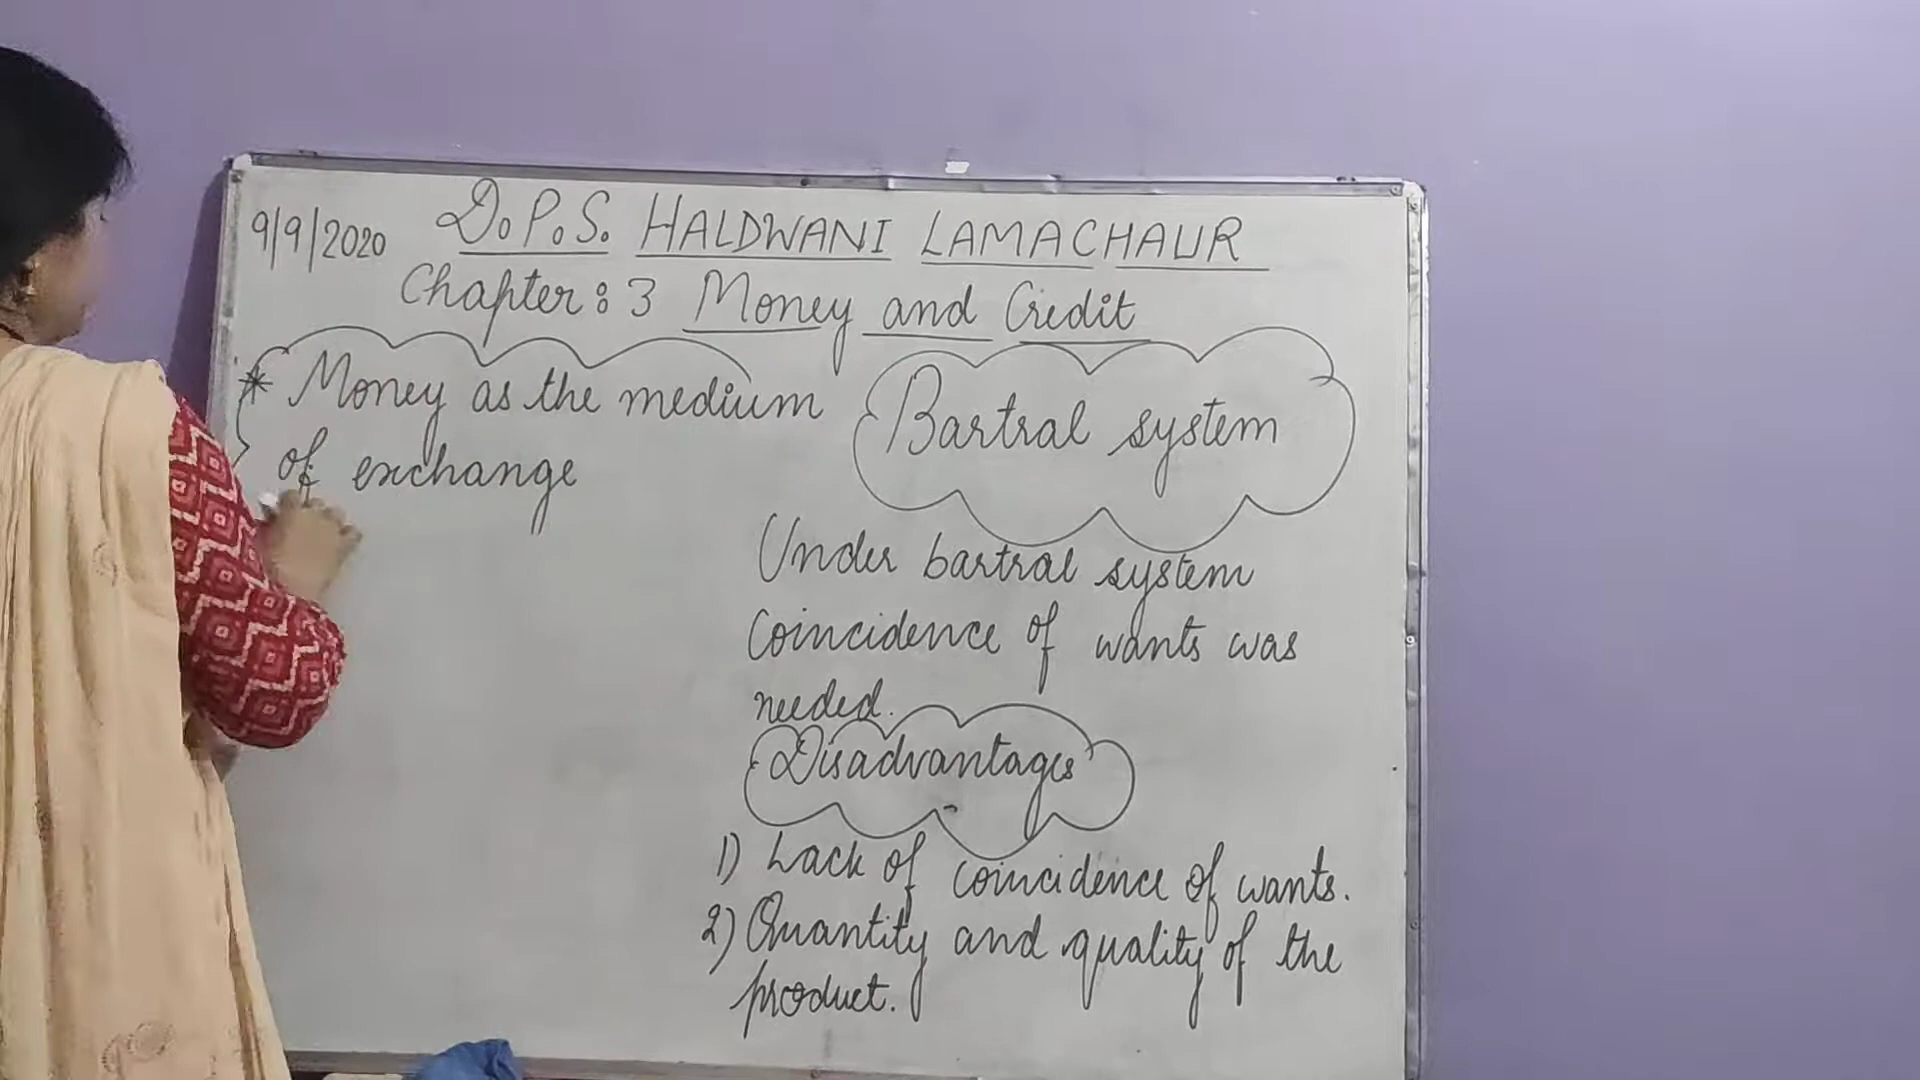 9/9/2020 D.P.S. HALDWANI LAMACHAUR
Chapter: 3 Money and Credit
* Money as the medium
of exchange
Bartral system
Under bartral system
Coincidence of wants was
needed.
Disadvantages
1) Lack of coincidence of wants.
2) Quantity and quality of the
product.